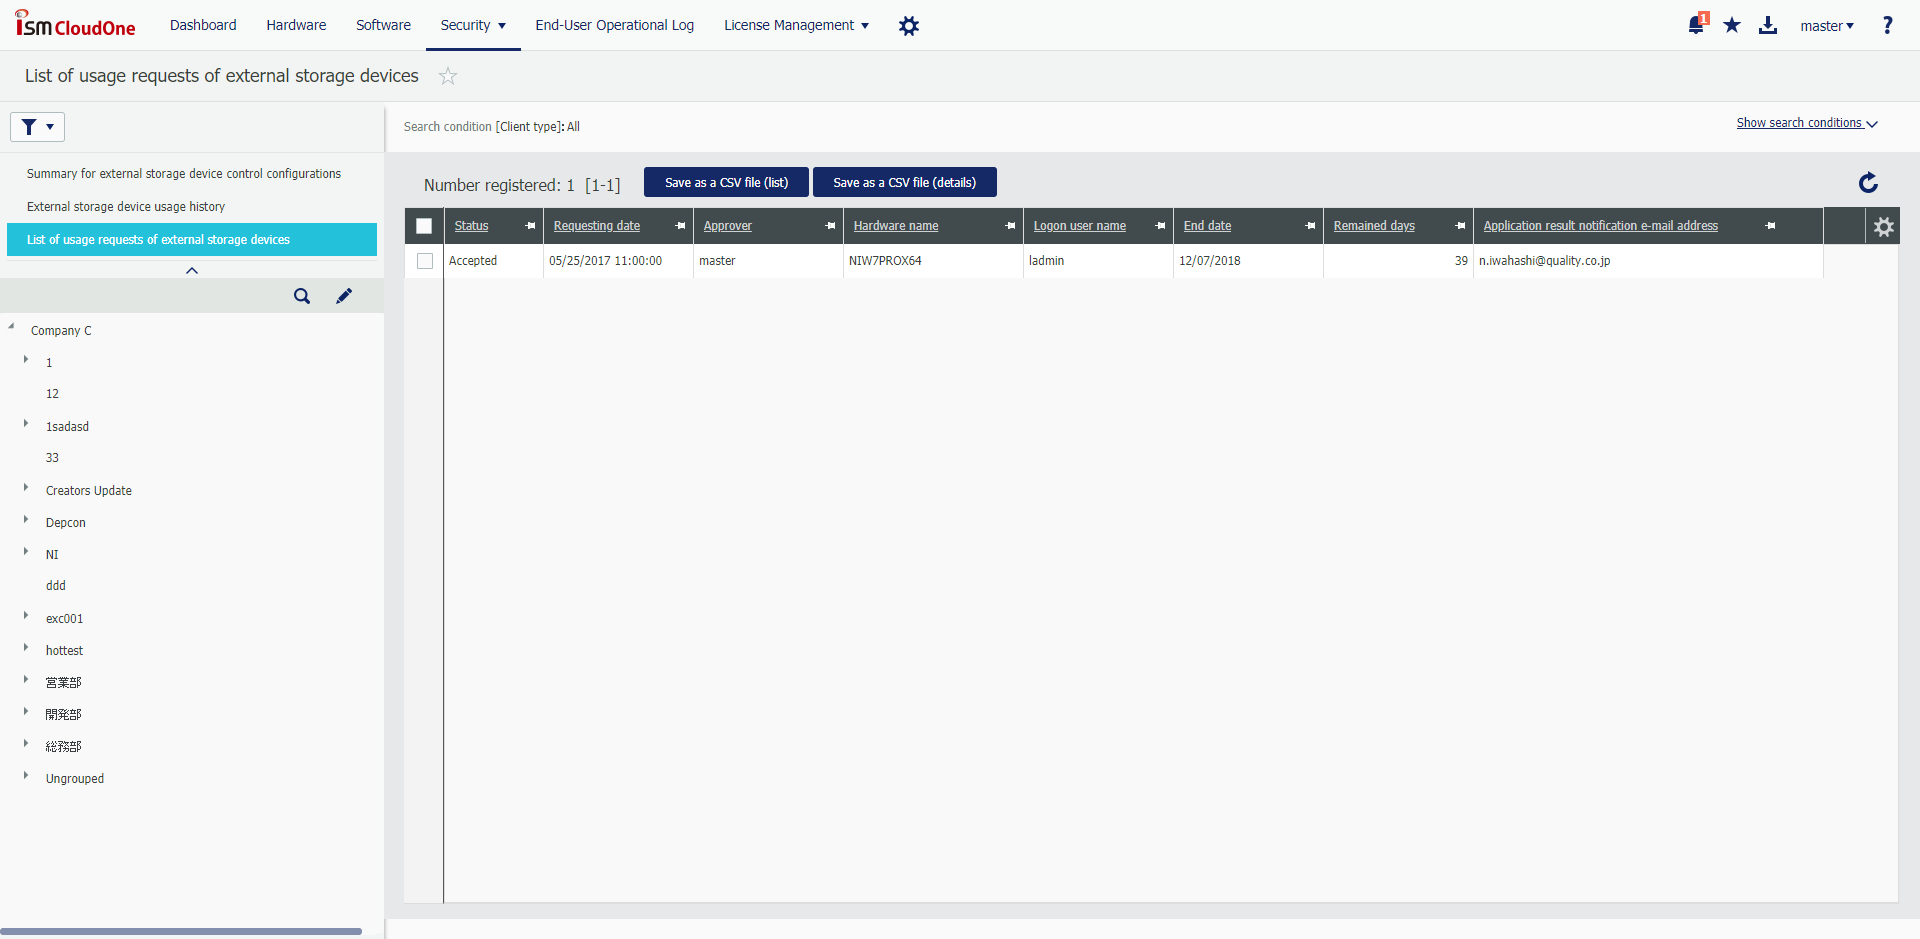 ism CloudOne
Dashboard Hardware Software Security End-User Operational Log License Management 1 master ?
List of usage requests of external storage devices
Search condition [Client type]: All Show search conditions
Summary for external storage device control configurations
External storage device usage history
List of usage requests of external storage devices
Number registered: 1 [1-1] Save as a CSV file (list) Save as a CSV file (details)
Status Requesting date Approver Hardware name Logon user name End date Remained days Application result notification e-mail address
Accepted 05/25/2017 11:00:00 master NIW7PROX64 ladmin 12/07/2018 39 n.iwahashi@quality.co.jp
Company C
1
12
1sadasd
33
Creators Update
Depcon
NI
ddd
exc001
hottest
営業部
開発部
総務部
Ungrouped